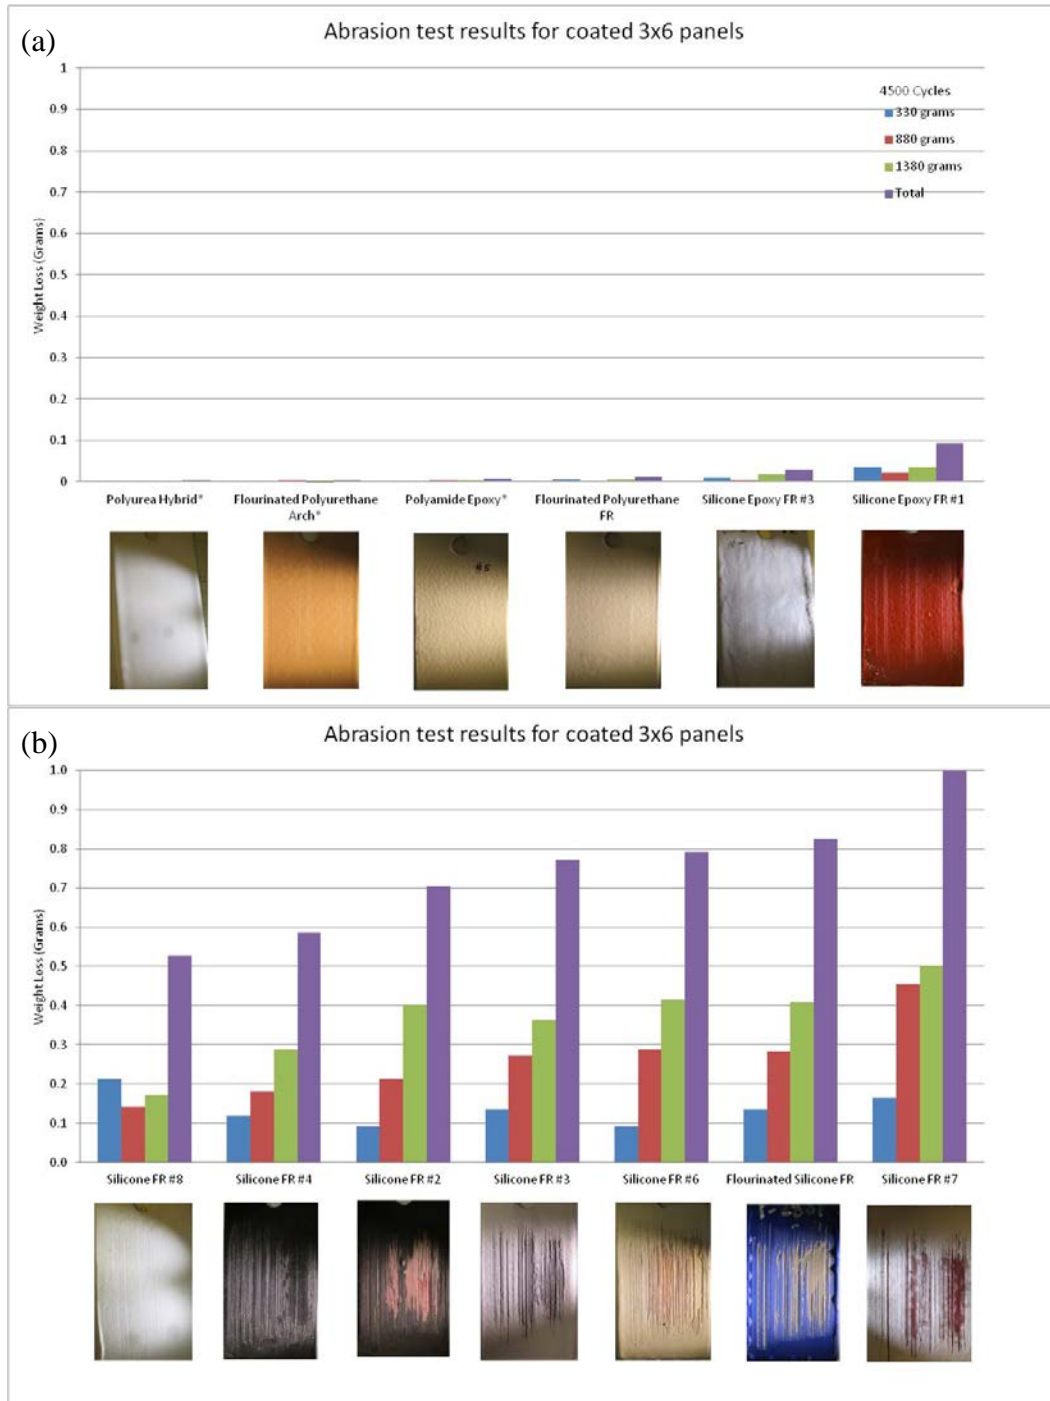 (a)
Abrasion test results for coated 3x6 panels
1
0.9
0.8
0.7
0.6
0.5
0.4
0.3
0.2
0.1
0
Weight Loss (Grams)
4500 Cycles
330 grams
880 grams
1380 grams
Total
Polyurea Hybrid*
Flourinated Polyurethane
Arch*
Polyamide Epoxy*
Flourinated Polyurethane
FR
Silicone Epoxy FR #3
Silicone Epoxy FR #1
(b)
Abrasion test results for coated 3x6 panels
1.0
0.9
0.8
0.7
0.6
0.5
0.4
0.3
0.2
0.1
0.0
Weight Loss (Grams)
Silicone FR #8
Silicone FR #4
Silicone FR #2
Silicone FR #3
Silicone FR #6
Flourinated Silicone FR
Silicone FR #7